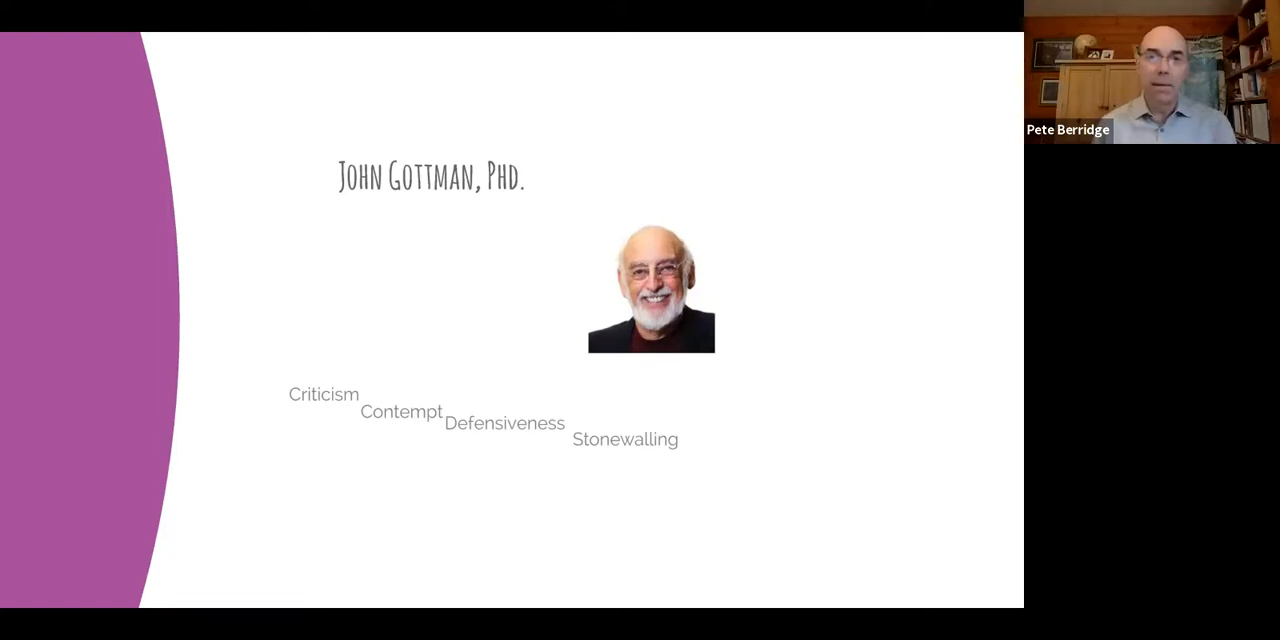 Pete Berridge
John Gottman, Phd.
Criticism
Contempt
Defensiveness
Stonewalling